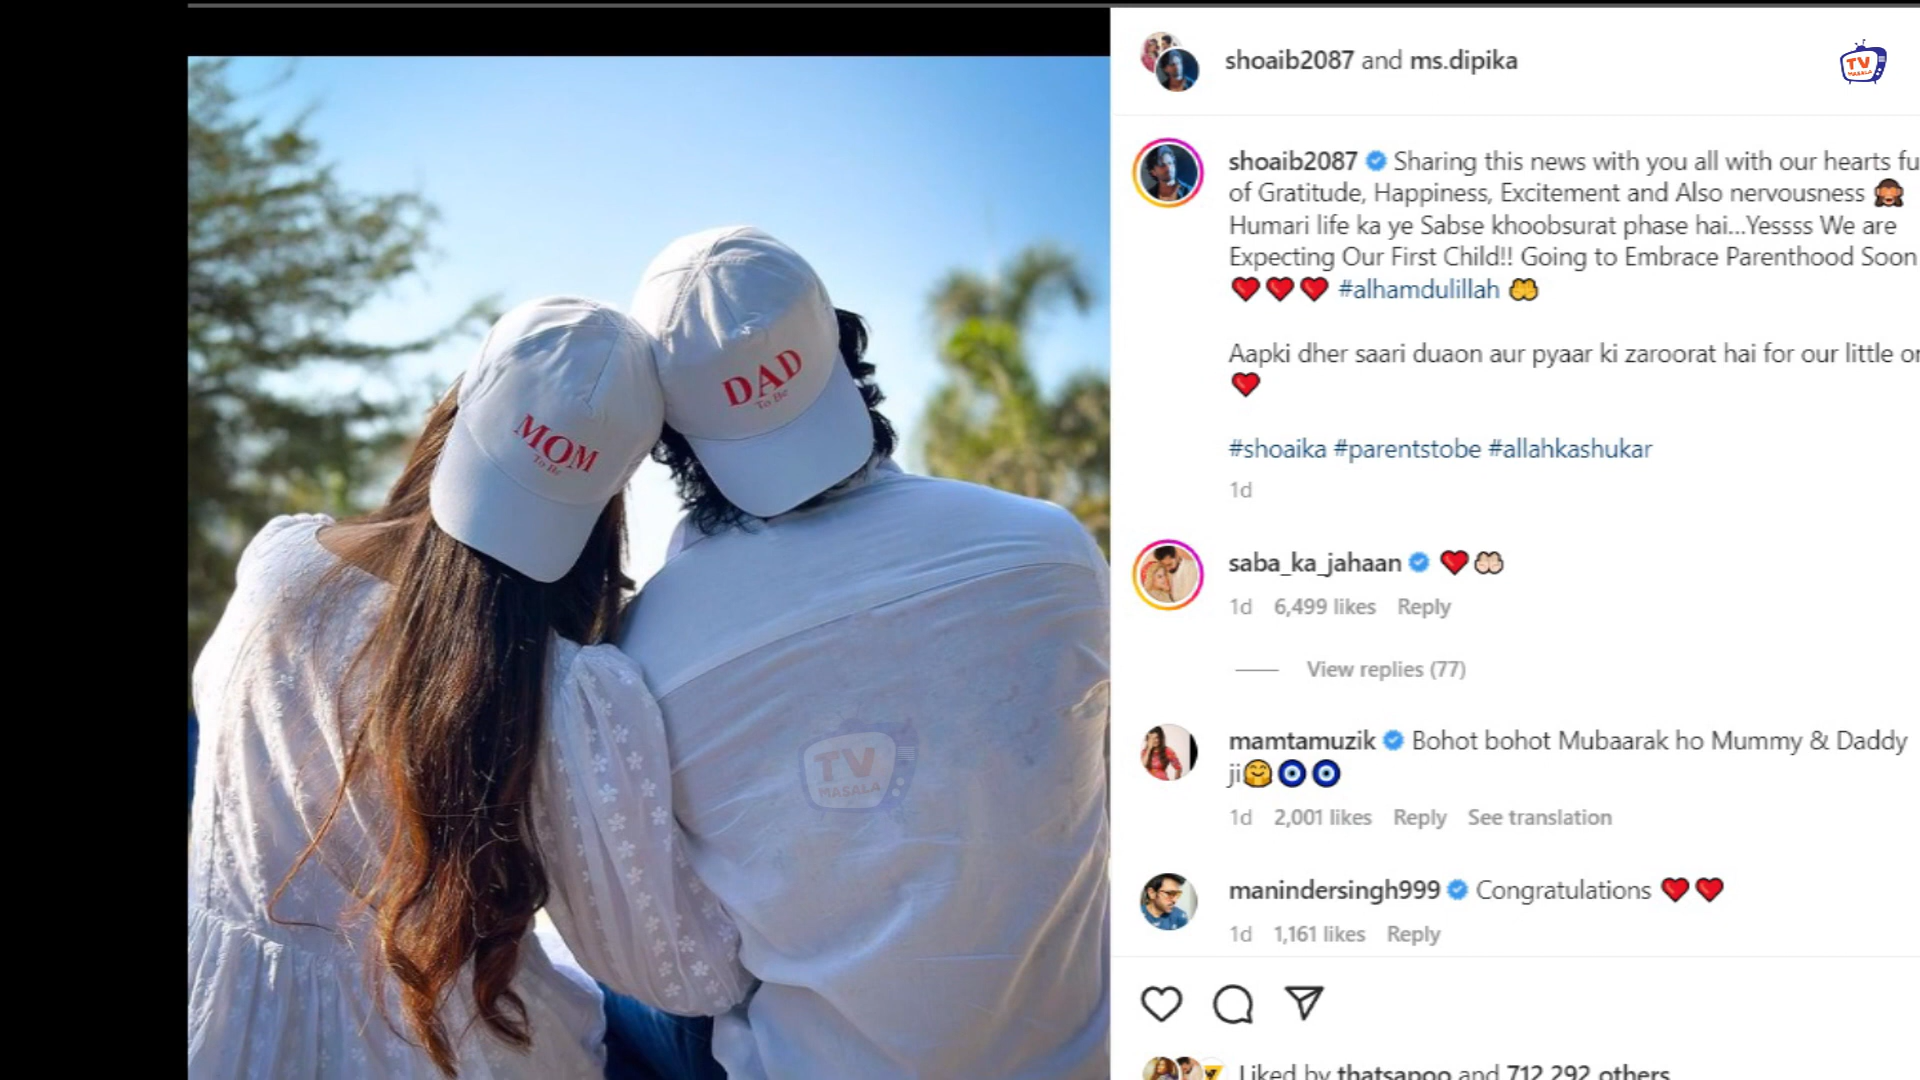 shoaib2087 and ms.dipika
TV
MASALA
shoaib2087 Sharing this news with you all with our hearts fu
of Gratitude, Happiness, Excitement and Also nervousness 🙈
Humari life ka ye Sabse khoobsurat phase hai...Yessss We are
Expecting Our First Child!! Going to Embrace Parenthood Soon
❤️❤️❤️ #alhamdulillah 🤲
Aapki dher saari duaon aur pyaar ki zaroorat hai for our little or
❤️
#shoaika #parentstobe #allahkashukar
1d
saba_ka_jahaan ❤️🤲🏻
1d 6,499 likes Reply
View replies (77)
mamtamuzik Bohot bohot Mubaarak ho Mummy & Daddy
ji🤗🧿🧿
1d 2,001 likes Reply See translation
manindersingh999 Congratulations ❤️❤️
1d 1,161 likes Reply
Liked by thatsapoo and 712,292 others
DAD
To Be
MOM
To Be
TV
MASALA